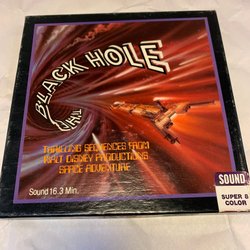 THE
BLACK HOLE
THRILLING SEQUENCES FROM
WALT DISNEY PRODUCTIONS
SPACE ADVENTURE
Sound 16.3 Min.
SOUND
SUPER 8
COLOR